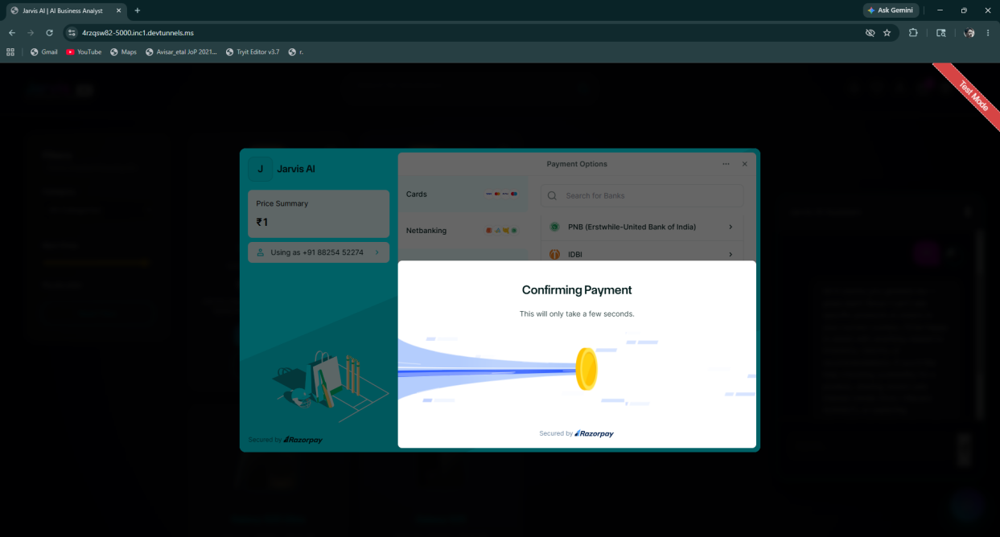 Jarvis AI | AI Business Analyst
Ask Gemini
4rzqsw82-5000.inc1.devtunnels.ms
Gmail
YouTube
Maps
Avisar_etal JoP 2021...
Tryit Editor v3.7
r.
Test Mode
J
Jarvis AI
Price Summary
₹1
Using as +91 88254 52274
Secured by Razorpay
Payment Options
Cards
Netbanking
Search for Banks
PNB (Erstwhile-United Bank of India)
IDBI
Confirming Payment
This will only take a few seconds.
Secured by Razorpay